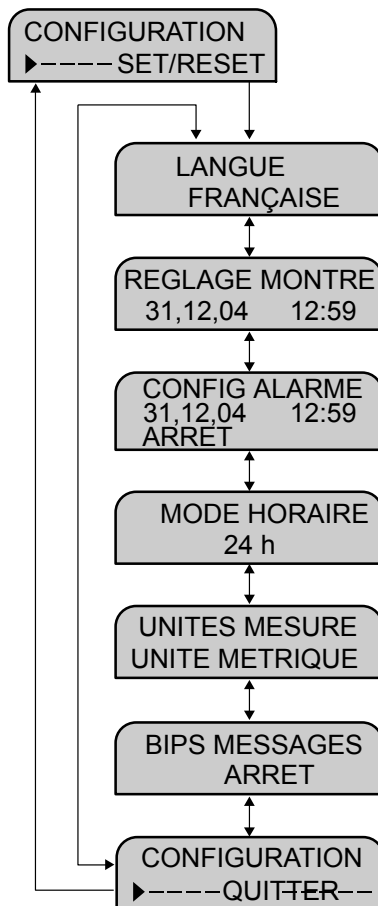 CONFIGURATION
▶----SET/RESET
LANGUE
FRANÇAISE
REGLAGE MONTRE
31,12,04 12:59
CONFIG ALARME
31,12,04 12:59
ARRET
MODE HORAIRE
24 h
UNITES MESURE
UNITE METRIQUE
BIPS MESSAGES
ARRET
CONFIGURATION
▶-----QUITTER--